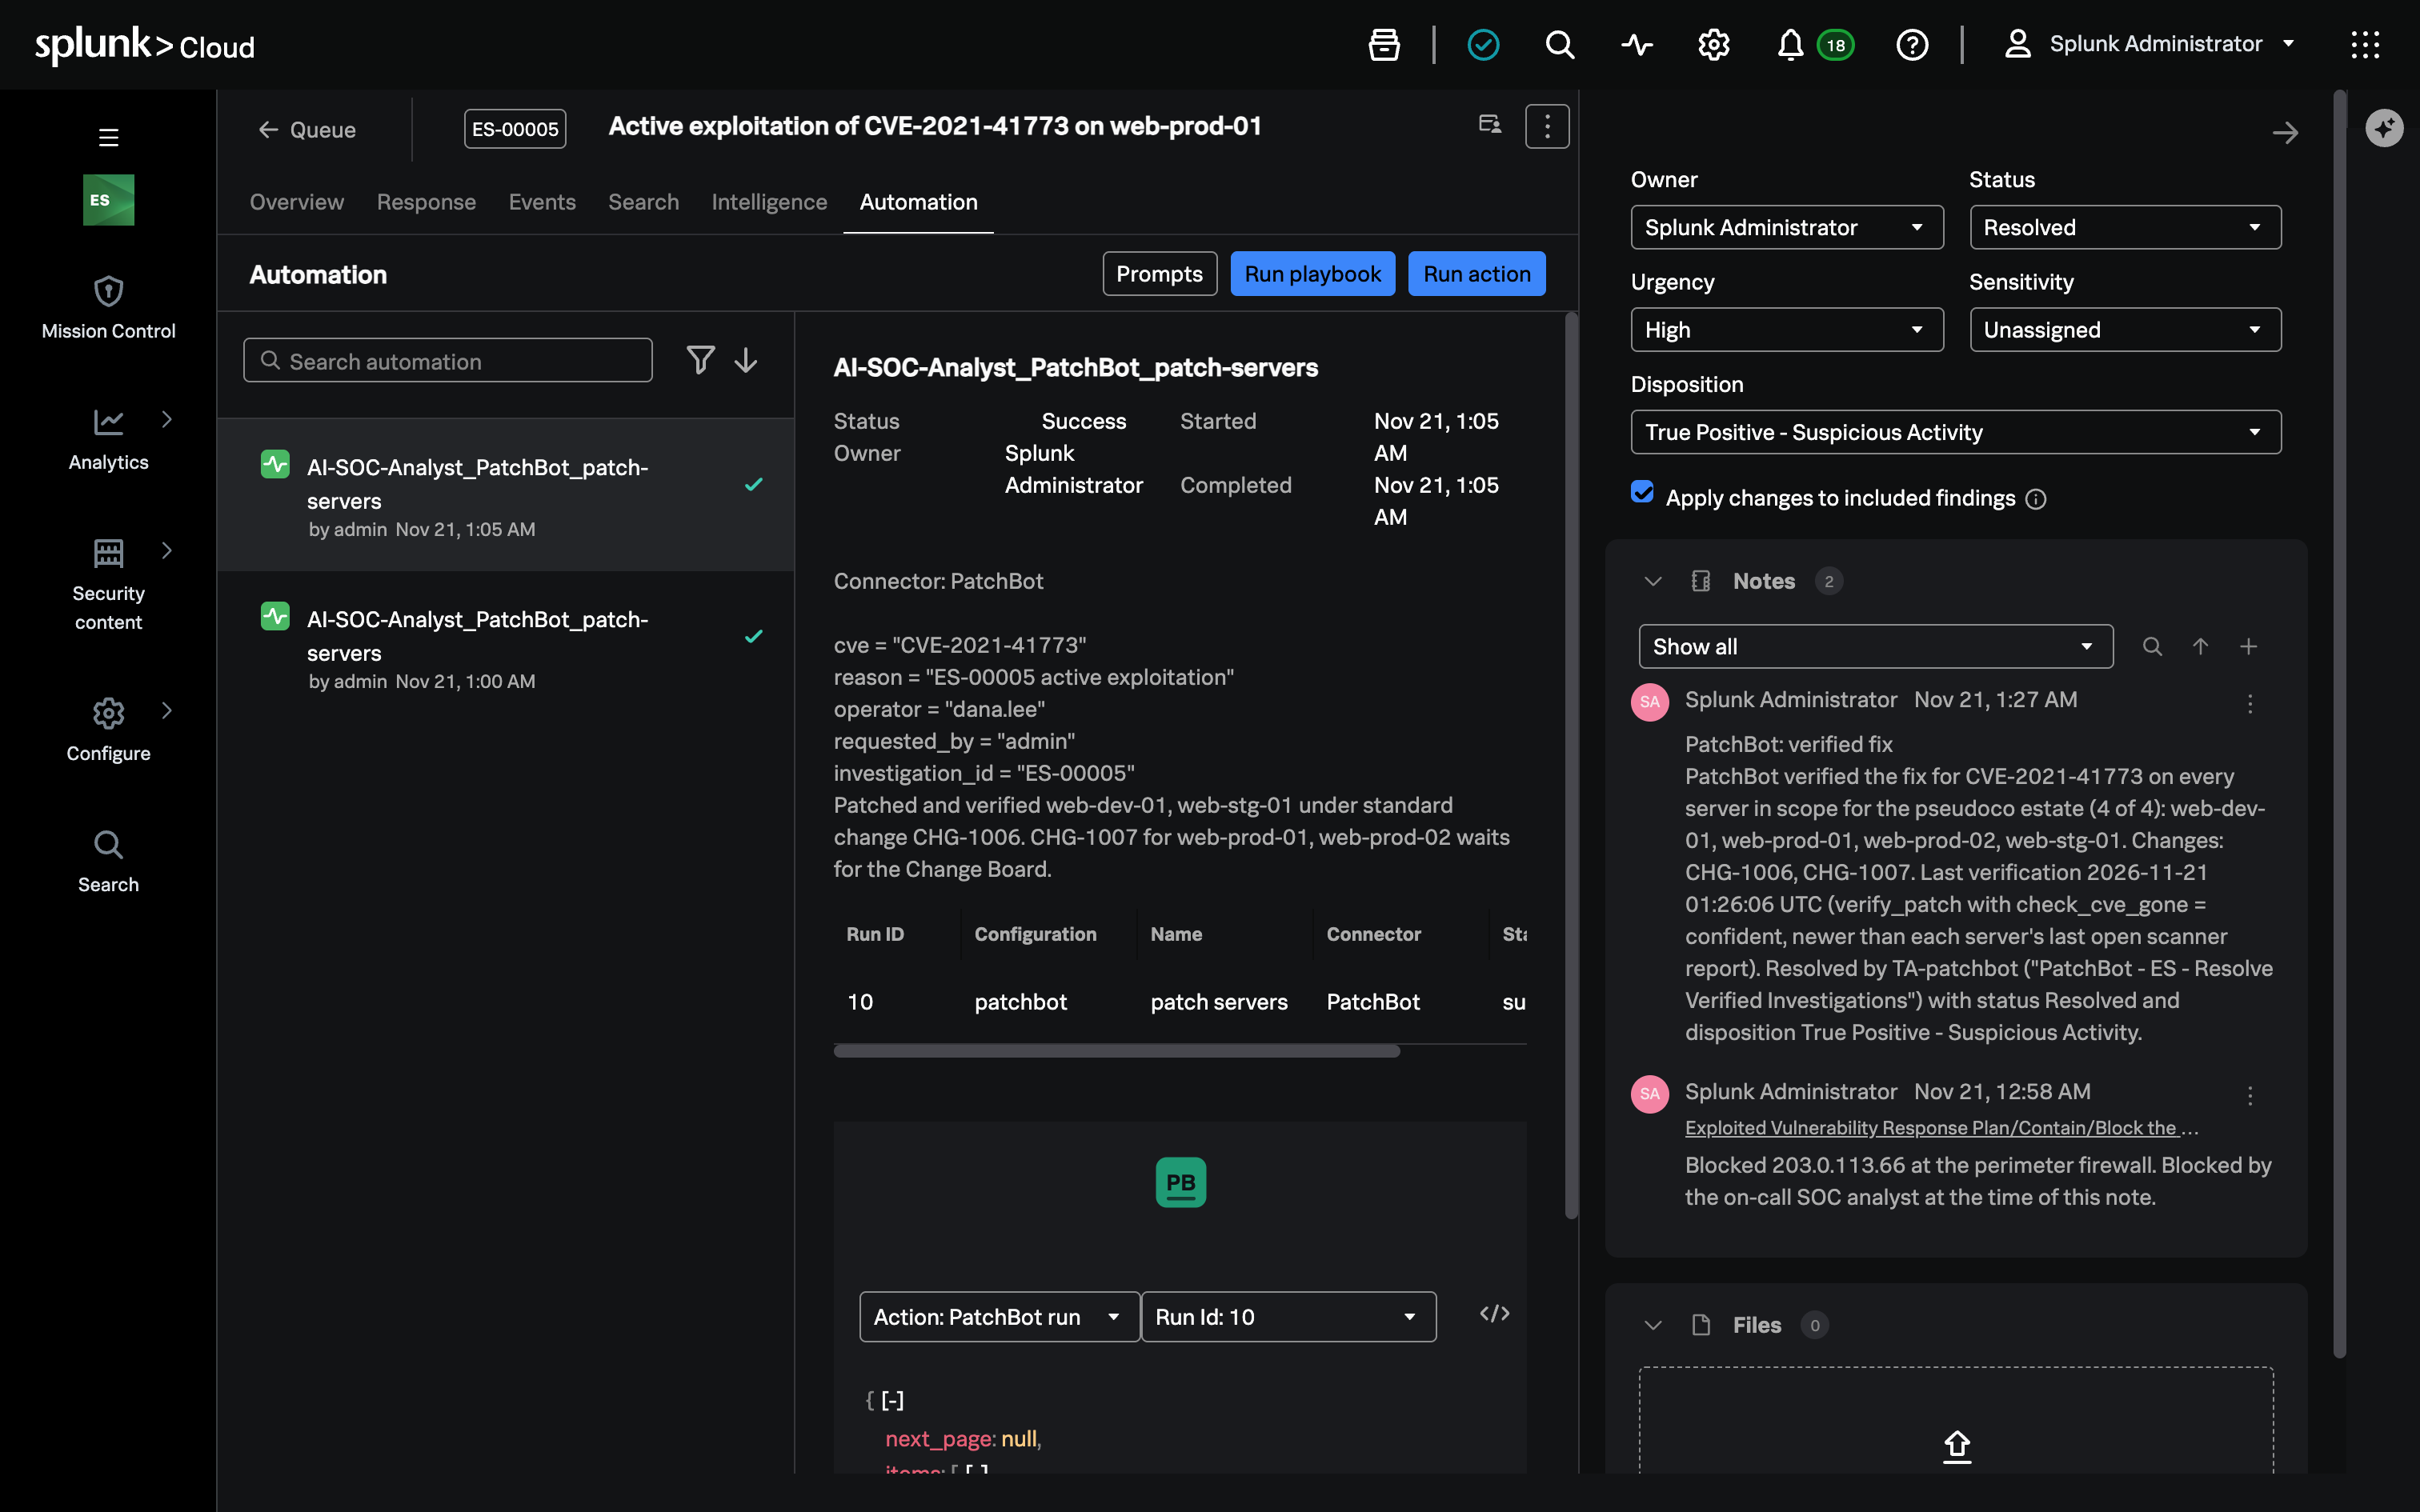 splunk> Cloud
18
Splunk Administrator
ES
Mission Control
Analytics
Security
content
Configure
Search
Queue
ES-00005
Active exploitation of CVE-2021-41773 on web-prod-01
Overview
Response
Events
Search
Intelligence
Automation
Automation
Prompts
Run playbook
Run action
Search automation
AI-SOC-Analyst_PatchBot_patch-
servers
by admin Nov 21, 1:05 AM
AI-SOC-Analyst_PatchBot_patch-
servers
by admin Nov 21, 1:00 AM
AI-SOC-Analyst_PatchBot_patch-servers
Status
Success
Owner
Splunk
Administrator
Started
Nov 21, 1:05
AM
Completed
Nov 21, 1:05
AM
Connector: PatchBot
cve = "CVE-2021-41773"
reason = "ES-00005 active exploitation"
operator = "dana.lee"
requested_by = "admin"
investigation_id = "ES-00005"
Patched and verified web-dev-01, web-stg-01 under standard
change CHG-1006. CHG-1007 for web-prod-01, web-prod-02 waits
for the Change Board.
Run ID Configuration Name Connector
10 patchbot patch servers PatchBot su
PB
Action: PatchBot run
Run Id: 10
</>
{ [-]
next_page: null,
items: [ [-]
Owner
Splunk Administrator
Status
Resolved
Urgency
High
Sensitivity
Unassigned
Disposition
True Positive - Suspicious Activity
Apply changes to included findings
Notes 2
Show all
SA
Splunk Administrator Nov 21, 1:27 AM
PatchBot: verified fix
PatchBot verified the fix for CVE-2021-41773 on every
server in scope for the pseudoco estate (4 of 4): web-dev-
01, web-prod-01, web-prod-02, web-stg-01. Changes:
CHG-1006, CHG-1007. Last verification 2026-11-21
01:26:06 UTC (verify_patch with check_cve_gone =
confident, newer than each server's last open scanner
report). Resolved by TA-patchbot ("PatchBot - ES - Resolve
Verified Investigations") with status Resolved and
disposition True Positive - Suspicious Activity.
SA
Splunk Administrator Nov 21, 12:58 AM
Exploited Vulnerability Response Plan/Contain/Block the ...
Blocked 203.0.113.66 at the perimeter firewall. Blocked by
the on-call SOC analyst at the time of this note.
Files 0